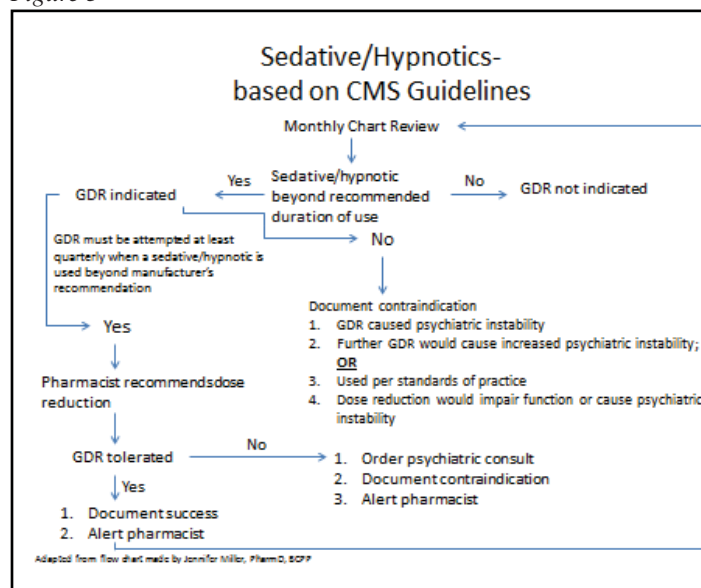 Sedative/Hypnotics-
based on CMS Guidelines
Monthly Chart Review
Sedative/hypnotic
beyond recommended
duration of use
Yes
No
GDR indicated
GDR not indicated
GDR must be attempted at least
quarterly when a sedative/hypnotic is
used beyond manufacturer's
recommendation
No
Yes
Document contraindication
1. GDR caused psychiatric instability
2. Further GDR would cause increased psychiatric instability;
OR
3. Used per standards of practice
4. Dose reduction would impair function or cause psychiatric
instability
Pharmacist recommendsdose
reduction
GDR tolerated
No
1. Order psychiatric consult
2. Document contraindication
3. Alert pharmacist
Yes
1. Document success
2. Alert pharmacist
Adapted from flow chart made by Jennifer Miller, PharmD, BCPP